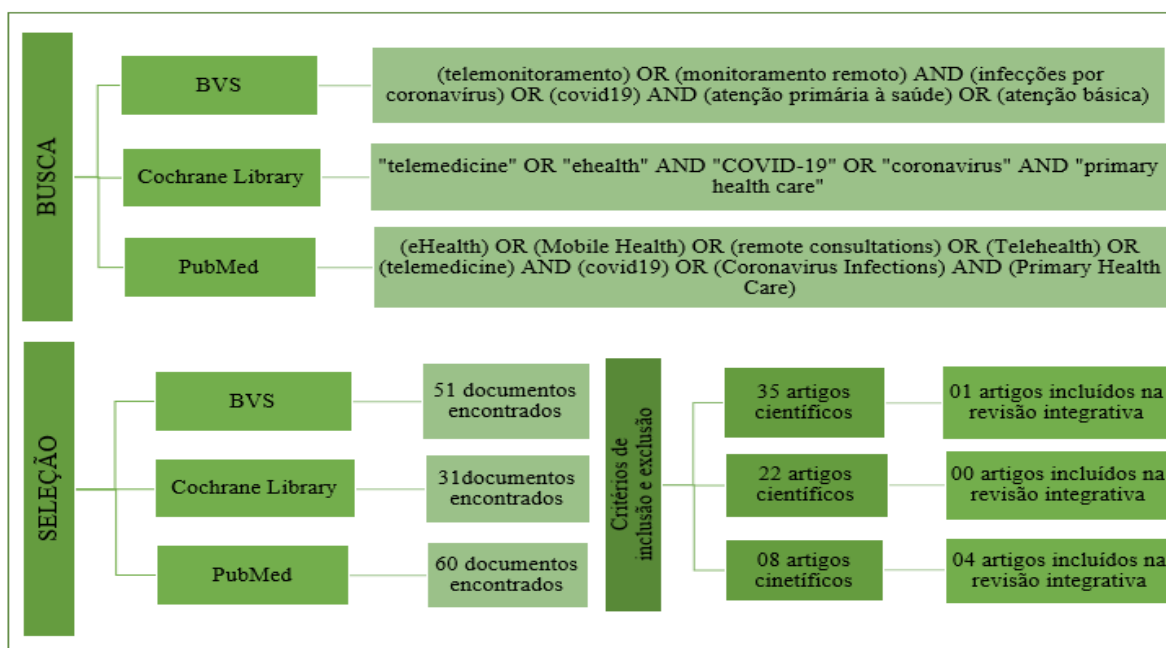 BUSCA
BVS
(telemonitoramento) OR (monitoramento remoto) AND (infecções por
coronavírus) OR (covid19) AND (atenção primária à saúde) OR (atenção básica)
Cochrane Library
"telemedicine" OR "ehealth" AND "COVID-19" OR "coronavirus" AND "primary
health care"
PubMed
(eHealth) OR (Mobile Health) OR (remote consultations) OR (Telehealth) OR
(telemedicine) AND (covid19) OR (Coronavirus Infections) AND (Primary Health
Care)
SELEÇÃO
BVS
51 documentos
encontrados
Cochrane Library
31documentos
encontrados
PubMed
60 documentos
encontrados
Critérios de
inclusão e exclusão
35 artigos
científicos
01 artigos incluídos na
revisão integrativa
22 artigos
científicos
00 artigos incluídos na
revisão integrativa
08 artigos
cinetíficos
04 artigos incluídos na
revisão integrativa